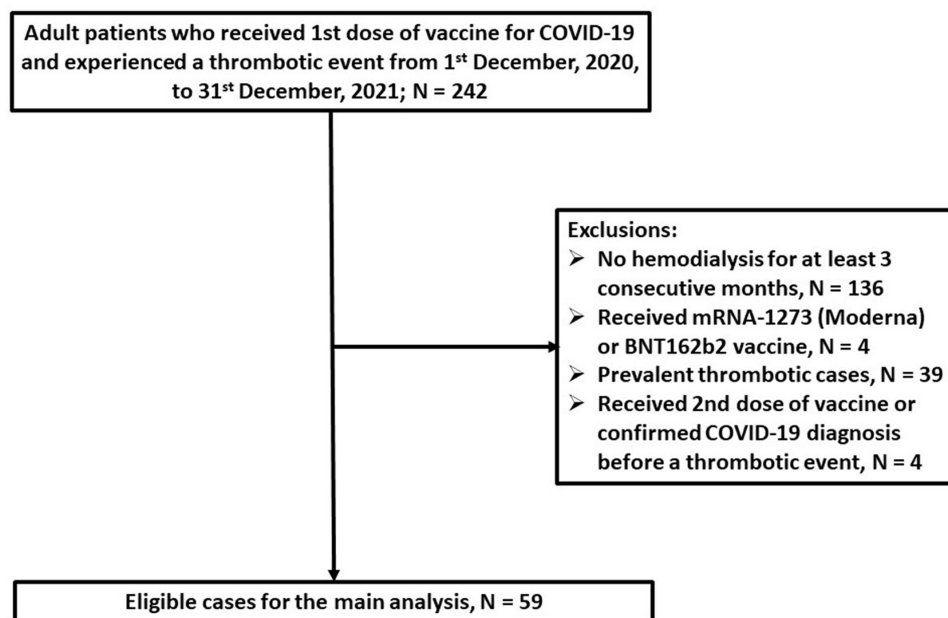 Adult patients who received 1st dose of vaccine for COVID-19
and experienced a thrombotic event from 1st December, 2020,
to 31st December, 2021; N = 242
Exclusions:
➢ No hemodialysis for at least 3
consecutive months, N = 136
➢ Received mRNA-1273 (Moderna)
or BNT162b2 vaccine, N = 4
➢ Prevalent thrombotic cases, N = 39
➢ Received 2nd dose of vaccine or
confirmed COVID-19 diagnosis
before a thrombotic event, N = 4
Eligible cases for the main analysis, N = 59